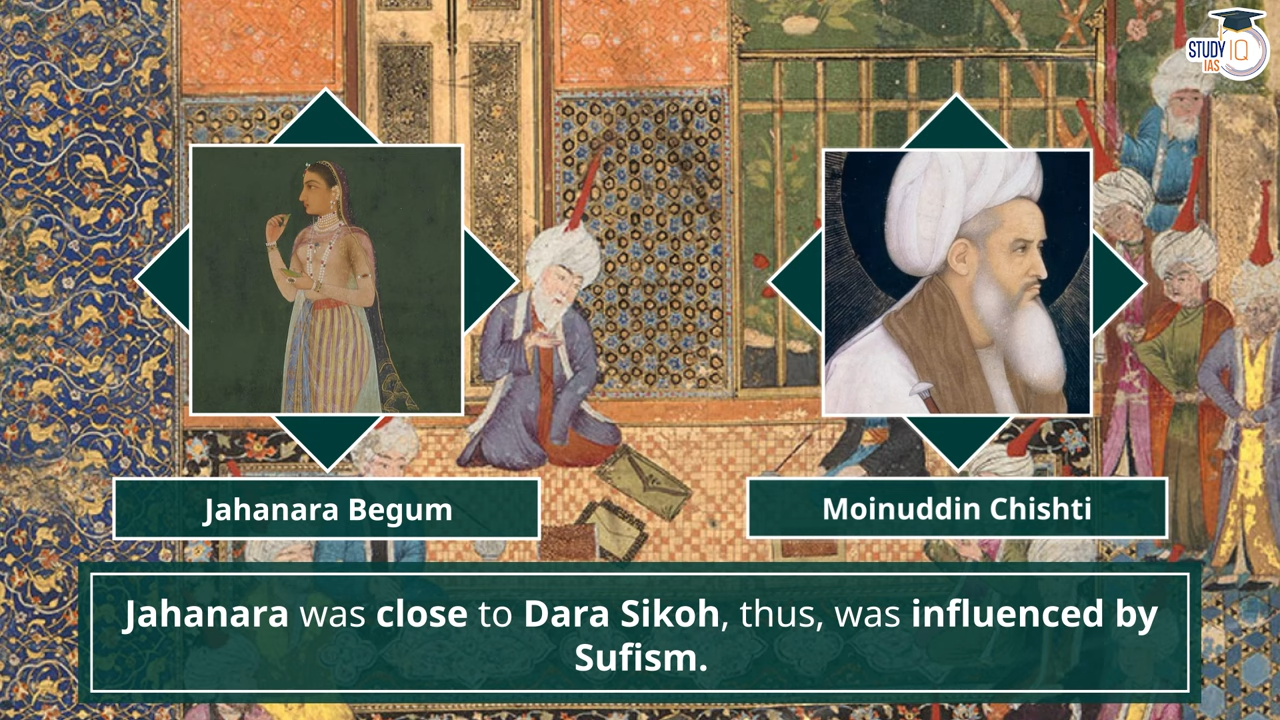 STUDY IQ
IAS
Jahanara Begum
Moinuddin Chishti
Jahanara was close to Dara Sikoh, thus, was influenced by
Sufism.